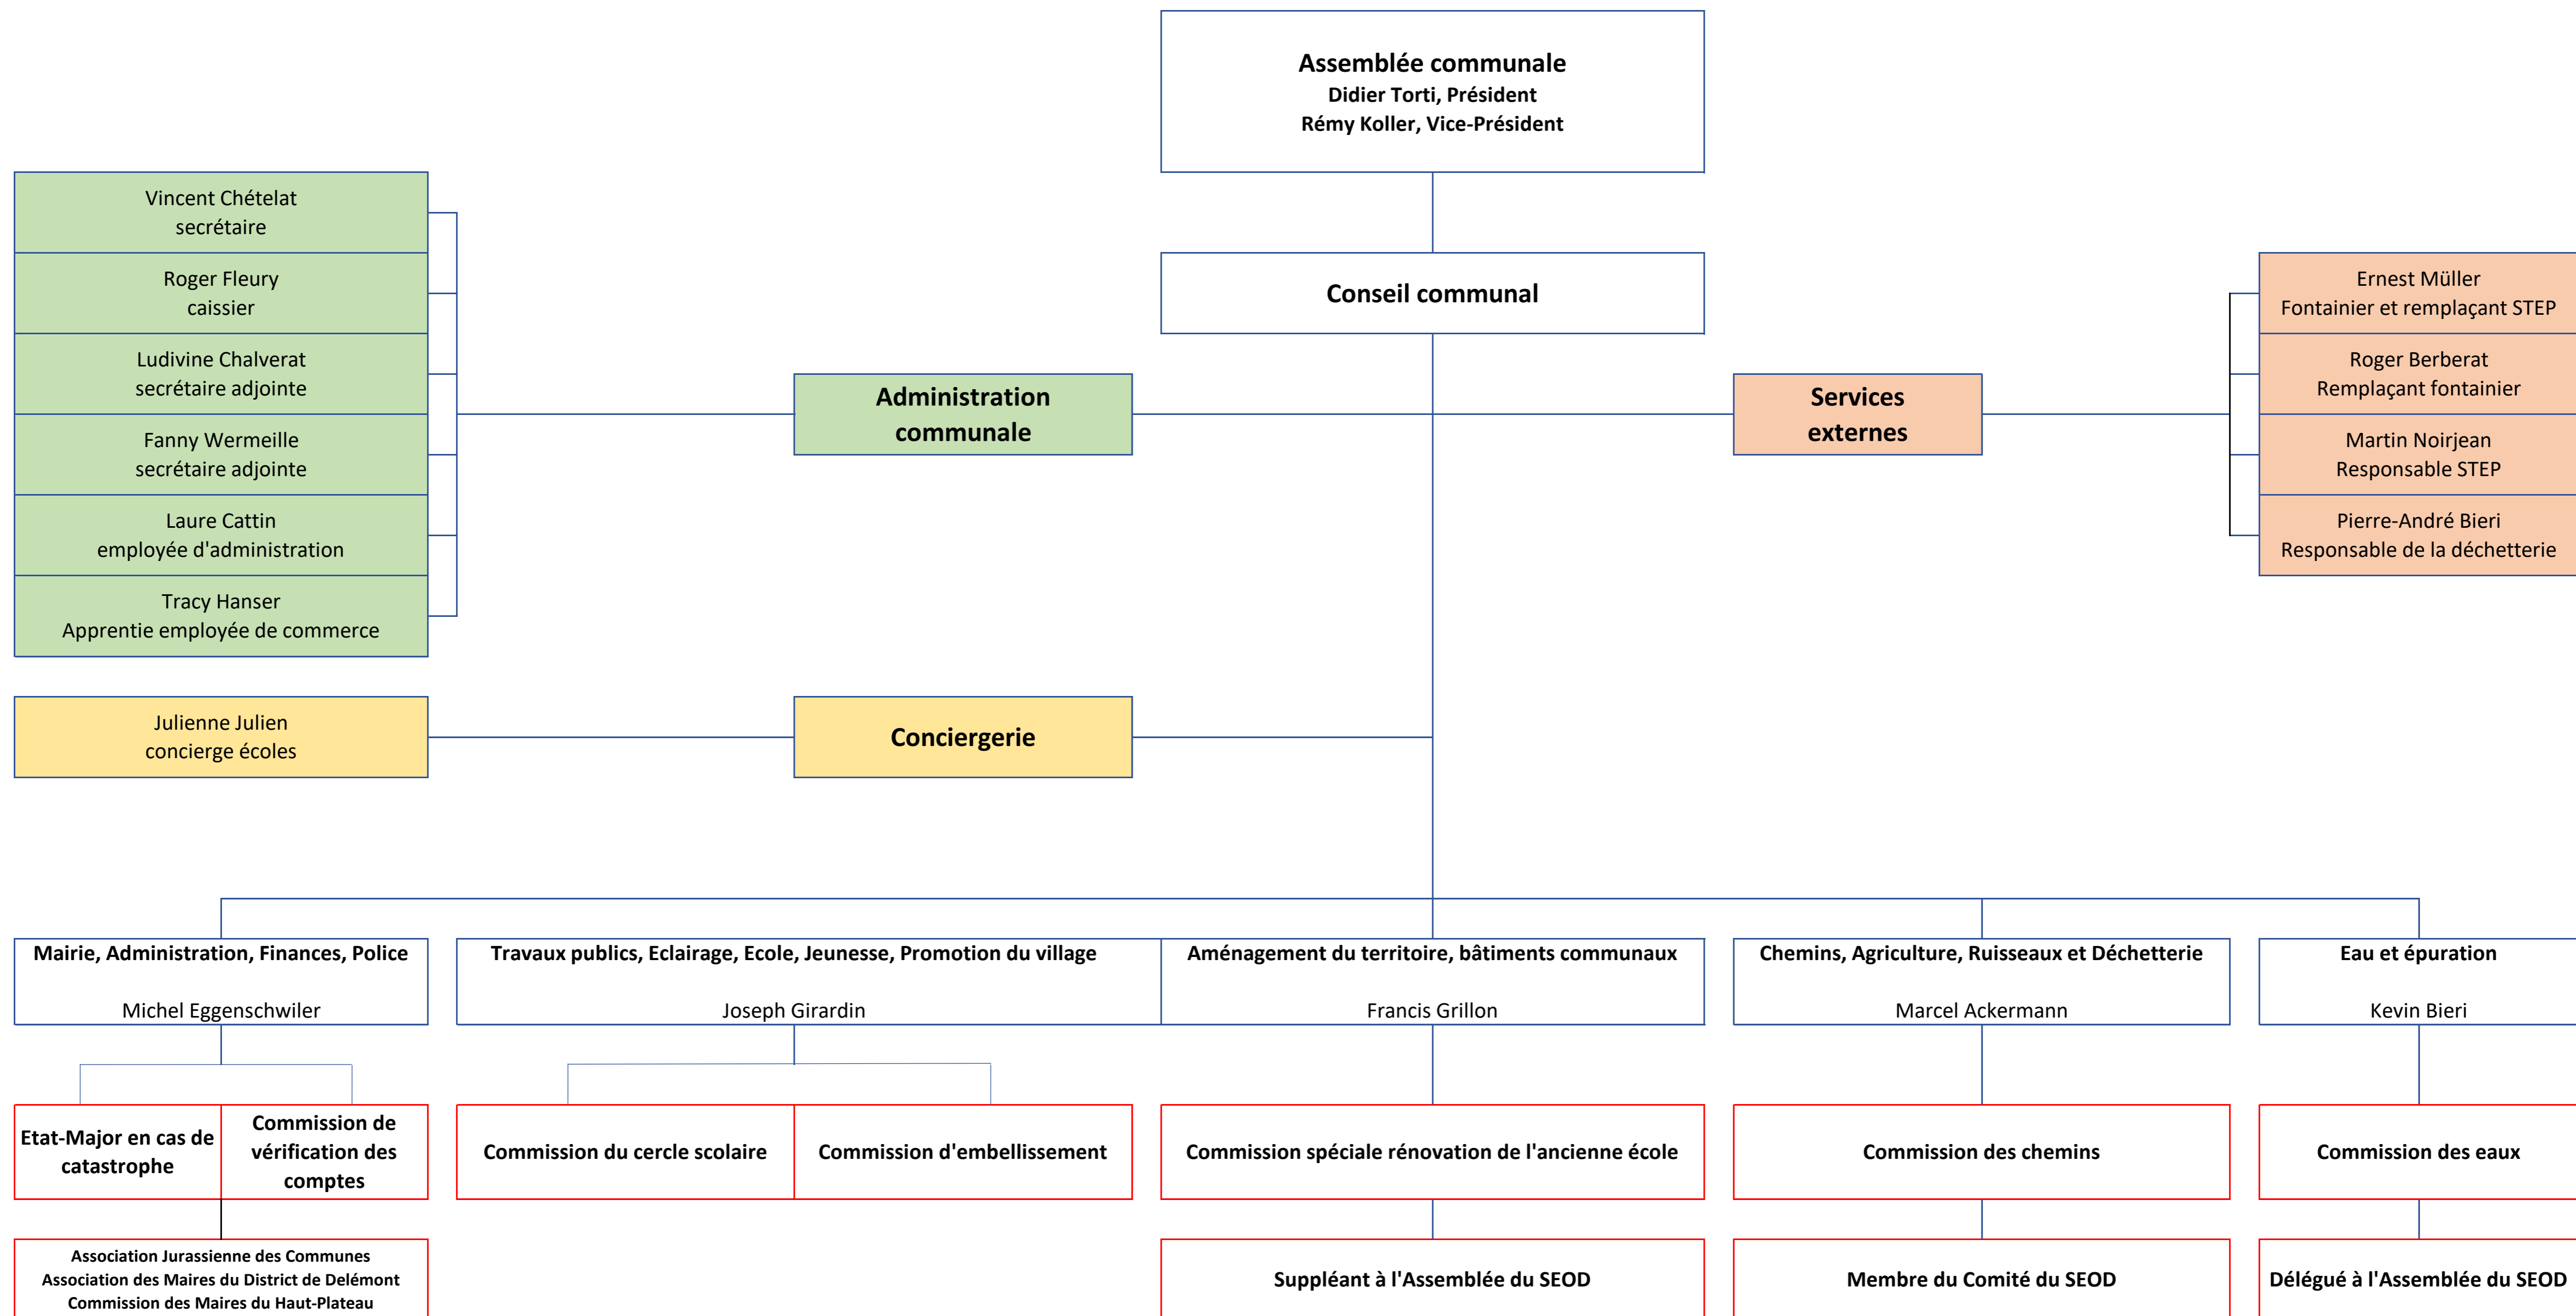 Assemblée communale
Didier Torti, Président
Rémy Koller, Vice-Président
Conseil communal
Vincent Chételat
secrétaire
Roger Fleury
caissier
Ludivine Chalverat
secrétaire adjointe
Fanny Wermeille
secrétaire adjointe
Laure Cattin
employée d'administration
Tracy Hanser
Apprentie employée de commerce
Administration
communale
Services
externes
Ernest Müller
Fontainier et remplaçant STEP
Roger Berberat
Remplaçant fontainier
Martin Noirjean
Responsable STEP
Pierre-André Bieri
Responsable de la déchetterie
Julienne Julien
concierge écoles
Conciergerie
Mairie, Administration, Finances, Police
Michel Eggenschwiler
Travaux publics, Eclairage, Ecole, Jeunesse, Promotion du village
Joseph Girardin
Aménagement du territoire, bâtiments communaux
Francis Grillon
Chemins, Agriculture, Ruisseaux et Déchetterie
Marcel Ackermann
Eau et épuration
Kevin Bieri
Etat-Major en cas de
catastrophe
Commission de
vérification des
comptes
Commission du cercle scolaire
Commission d'embellissement
Commission spéciale rénovation de l'ancienne école
Commission des chemins
Commission des eaux
Association Jurassienne des Communes
Association des Maires du District de Delémont
Commission des Maires du Haut-Plateau
Suppléant à l'Assemblée du SEOD
Membre du Comité du SEOD
Délégué à l'Assemblée du SEOD